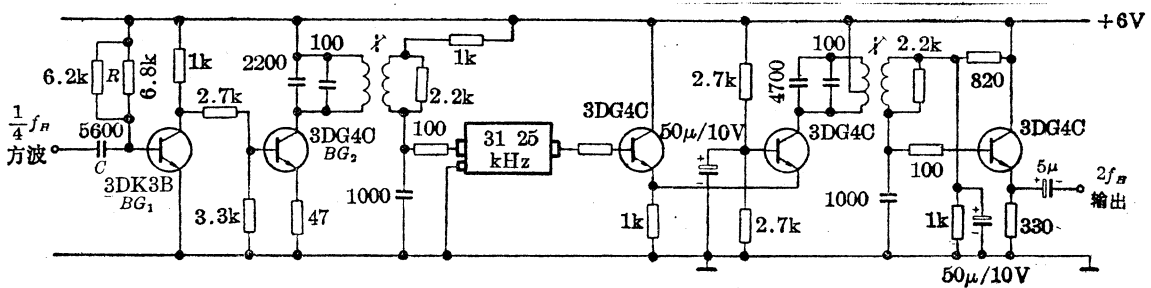 +6V
6.2k
R
6.8k
1k
2200
100
1k
2.2k
2.7k
2.7k
4700
100
2.2k
820
1/4 f_H
方波
5600
C
3DK3B
BG₁
3DG4C
BG₂
3.3k
47
100
1000
31 25
kHz
3DG4C
50μ/10V
3DG4C
1k
2.7k
100
1000
3DG4C
5μ
2f_H
输出
1k
330
50μ/10V